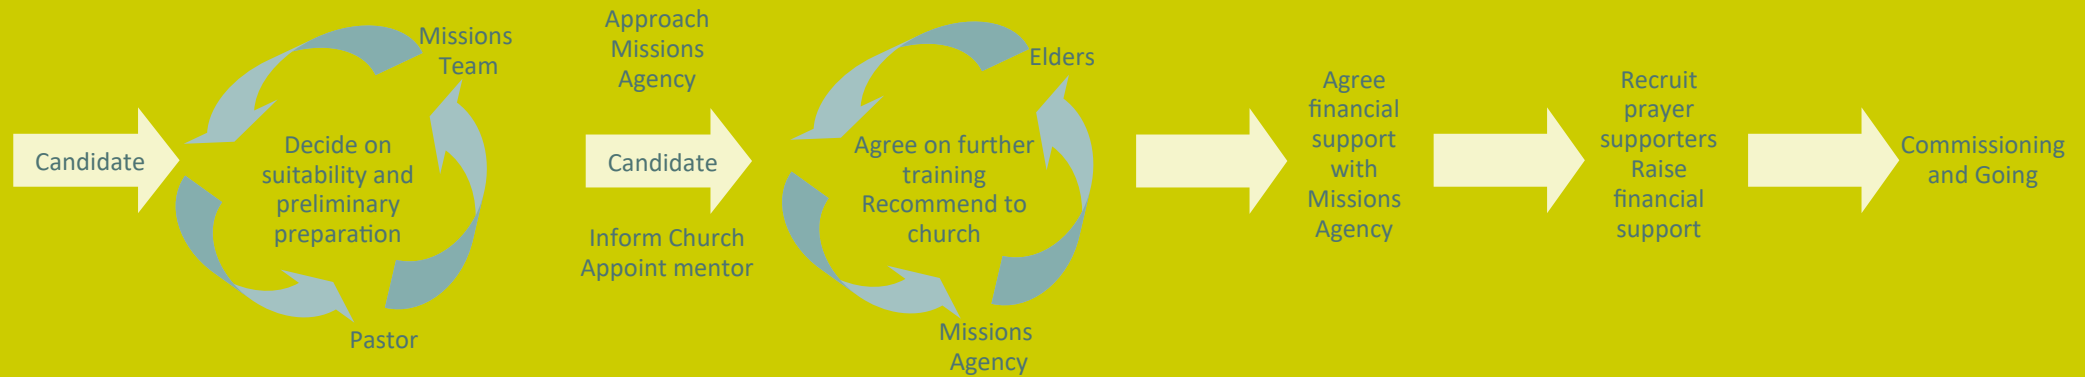 Candidate
Missions
Team
Decide on
suitability and
preliminary
preparation
Pastor
Approach
Missions
Agency
Candidate
Inform Church
Appoint mentor
Elders
Agree on further
training
Recommend to
church
Missions
Agency
Agree
financial
support
with
Missions
Agency
Recruit
prayer
supporters
Raise
financial
support
Commissioning
and Going